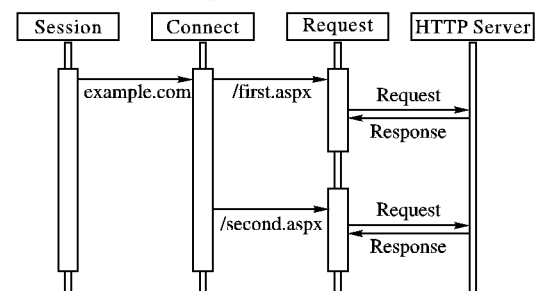 Session Connect Request HTTP Server
example.com /first.aspx
Request
Response
/second.aspx
Request
Response